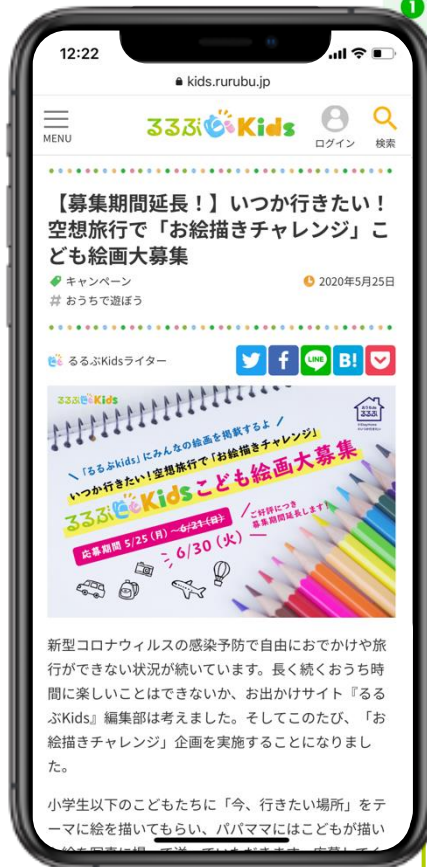 1
12:22
kids.rurubu.jp
MENU
るるぶKids
ログイン
検索
【募集期間延長！】いつか行きたい！
空想旅行で「お絵描きチャレンジ」こ
ども絵画大募集
キャンペーン
2020年5月25日
# おうちで遊ぼう
るるぶKidsライター
LINE
B!
るるぶKids
「るるぶkids」にみんなの絵画を掲載するよ
いつか行きたい！空想旅行で「お絵描きチャレンジ」
るるぶKidsこども絵画大募集
応募期間 5/25（月）〜6/21（日）
6/30（火）
ご好評につき
募集期間延長します！
新型コロナウィルスの感染予防で自由におでかけや旅
行ができない状況が続いています。長く続くおうち時
間に楽しいことはできないか、お出かけサイト『るる
ぶKids』編集部は考えました。そしてこのたび、「お
絵描きチャレンジ」企画を実施することになりまし
た。
小学生以下のこどもたちに「今、行きたい場所」をテ
ーマに絵を描いてもらい、パパママにはこどもが描い